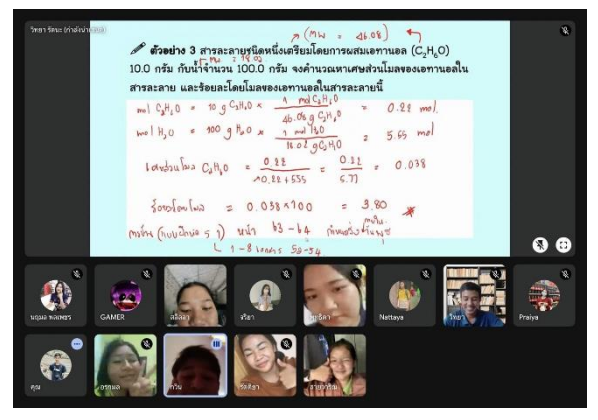 วิทยา รัตนะ (กำลังนำเสนอ)
(MW = 46.08)
ตัวอย่าง 3 สารละลายชนิดหนึ่งเตรียมโดยการผสมเอทานอล (C₂H₆O)
MW = 18.02
10.0 กรัม กับน้ำจำนวน 100.0 กรัม จงคำนวณหาเศษส่วนโมลของเอทานอลใน
สารละลาย และร้อยละโดยโมลของเอทานอลในสารละลายนี้
mol C₂H₆O = 10 g C₂H₆O × 1 mol C₂H₆O / 46.08 g C₂H₆O = 0.22 mol
mol H₂O = 100 g H₂O × 1 mol H₂O / 18.02 g C₂H₆O = 5.55 mol
เศษส่วนโมล C₂H₆O = 0.22 / 0.22 + 5.55 = 0.22 / 5.77 = 0.038
ร้อยละโดยโมล = 0.038 × 100 = 3.80
5.1) หน้า 63-64
1-8
นฤมล พลเพชร
GAMER
สลิลดา
จริยา
Nattaya
วิทยา
Praiya
คุณ
อรกมล
กวิน
รัตติยา